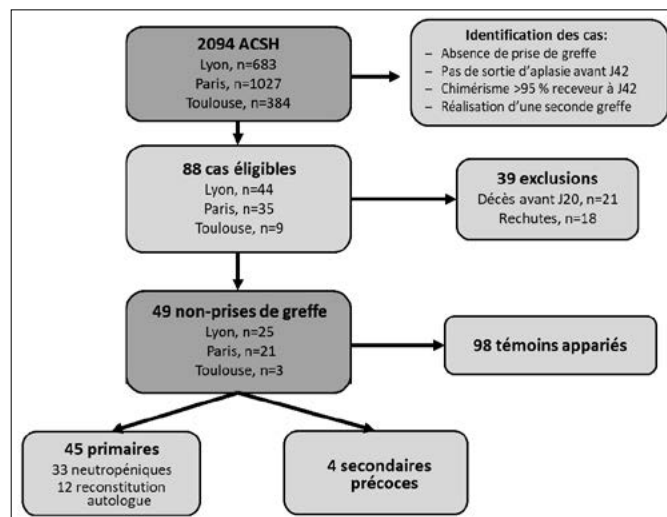 2094 ACSH
Lyon, n=683
Paris, n=1027
Toulouse, n=384
Identification des cas:
– Absence de prise de greffe
– Pas de sortie d'aplasie avant J42
– Chimérisme >95 % receveur à J42
– Réalisation d'une seconde greffe
88 cas éligibles
Lyon, n=44
Paris, n=35
Toulouse, n=9
39 exclusions
Décès avant J20, n=21
Rechutes, n=18
49 non-prises de greffe
Lyon, n=25
Paris, n=21
Toulouse, n=3
98 témoins appariés
45 primaires
33 neutropéniques
12 reconstitution
autologue
4 secondaires
précoces